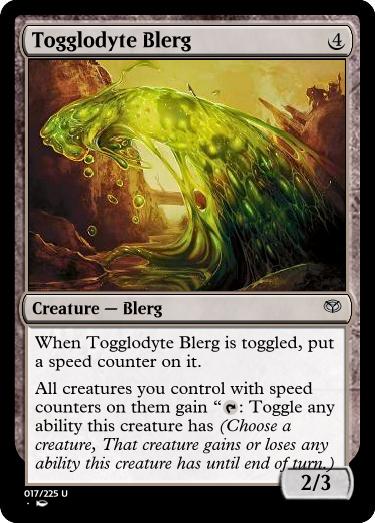 Togglodyte Blerg 4
Creature — Blerg
When Togglodyte Blerg is toggled, put
a speed counter on it.
All creatures you control with speed
counters on them gain “: Toggle any
ability this creature has (Choose a
creature, That creature gains or loses any
ability this creature has until end of turn.)
2/3
017/225 U